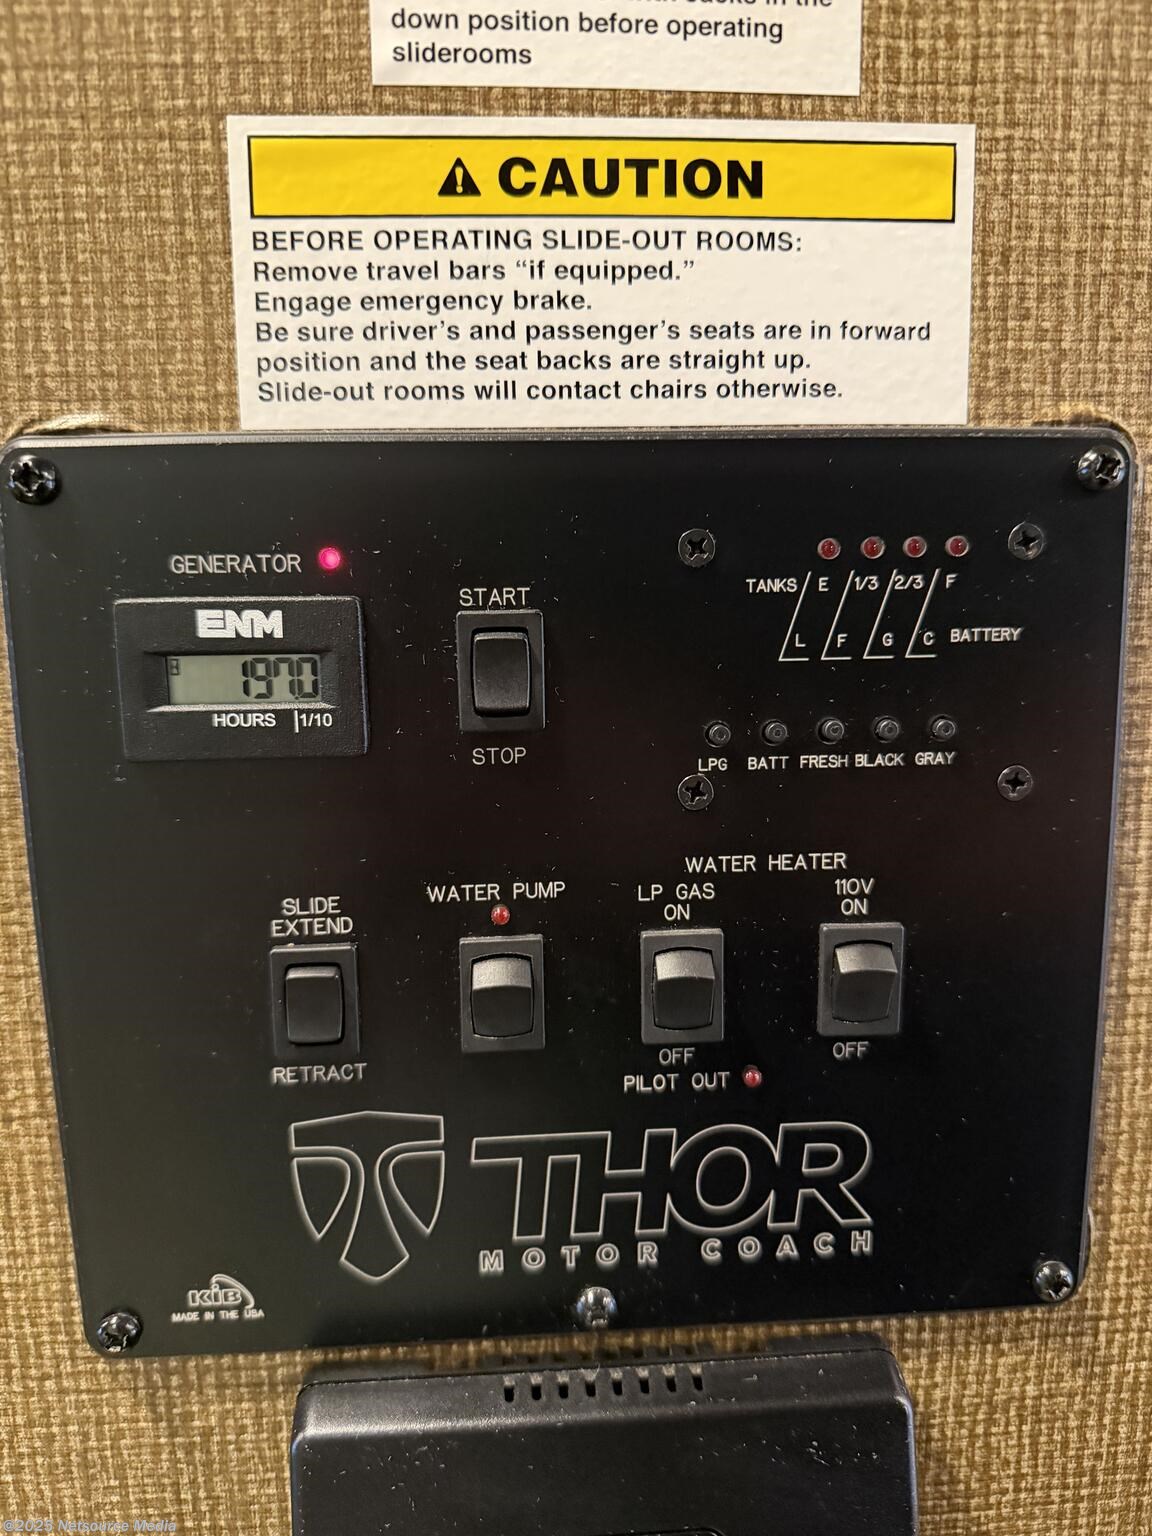 down position before operating
sliderooms
CAUTION
BEFORE OPERATING SLIDE-OUT ROOMS:
Remove travel bars “if equipped.”
Engage emergency brake.
Be sure driver’s and passenger’s seats are in forward
position and the seat backs are straight up.
Slide-out rooms will contact chairs otherwise.
GENERATOR
ENM
197.0
HOURS 1/10
START
STOP
TANKS E 1/3 2/3 F
L F G C BATTERY
LPG BATT FRESH BLACK GRAY
WATER HEATER
SLIDE
EXTEND
RETRACT
WATER PUMP
LP GAS
ON
OFF
PILOT OUT
110V
ON
OFF
THOR
MOTOR COACH
KIB
MADE IN THE USA
©2023 Netsource Media